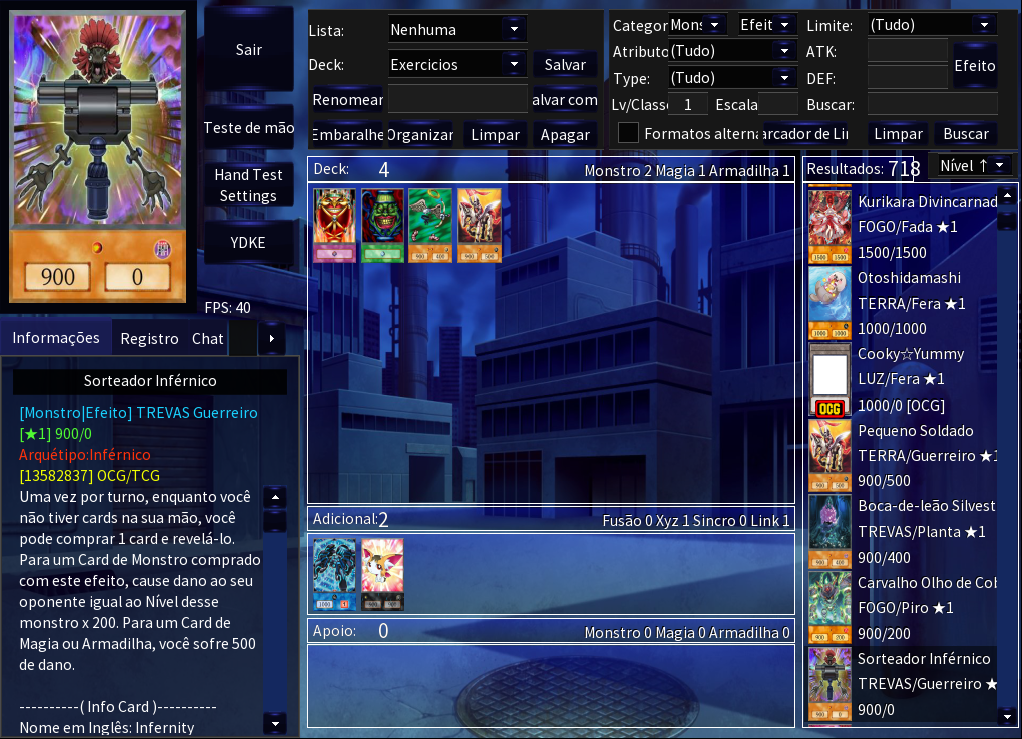 900 0
Sair
Teste de mão
Hand Test
Settings
YDKE
FPS: 40
Informações Registro Chat
Sorteador Inférnico
[Monstro|Efeito] TREVAS Guerreiro
[★1] 900/0
Arquétipo:Inférnico
[13582837] OCG/TCG
Uma vez por turno, enquanto você
não tiver cards na sua mão, você
pode comprar 1 card e revelá-lo.
Para um Card de Monstro comprado
com este efeito, cause dano ao seu
oponente igual ao Nível desse
monstro x 200. Para um Card de
Magia ou Armadilha, você sofre 500
de dano.
----------( Info Card )----------
Nome em Inglês: Infernity
Lista: Nenhuma
Deck: Exercicios Salvar
Renomear alvar com
Embaralhe Organizar Limpar Apagar
Categor Mons Efeit Limite: (Tudo)
Atributo (Tudo) ATK:
Efeito
Type: (Tudo) DEF:
Lv/Classe 1 Escala Buscar:
Formatos alterna arcador de Lin Limpar Buscar
Deck: 4 Monstro 2 Magia 1 Armadilha 1
Adicional: 2 Fusão 0 Xyz 1 Sincro 0 Link 1
Apoio: 0 Monstro 0 Magia 0 Armadilha 0
Resultados: 718 Nível ↑
Kurikara Divincarnad
FOGO/Fada ★1
1500/1500
Otoshidamashi
TERRA/Fera ★1
1000/1000
Cooky☆Yummy
LUZ/Fera ★1
1000/0 [OCG]
OCG
Pequeno Soldado
TERRA/Guerreiro ★1
900/500
Boca-de-leão Silvest
TREVAS/Planta ★1
900/400
Carvalho Olho de Cob
FOGO/Piro ★1
900/200
Sorteador Inférnico
TREVAS/Guerreiro ★
900/0